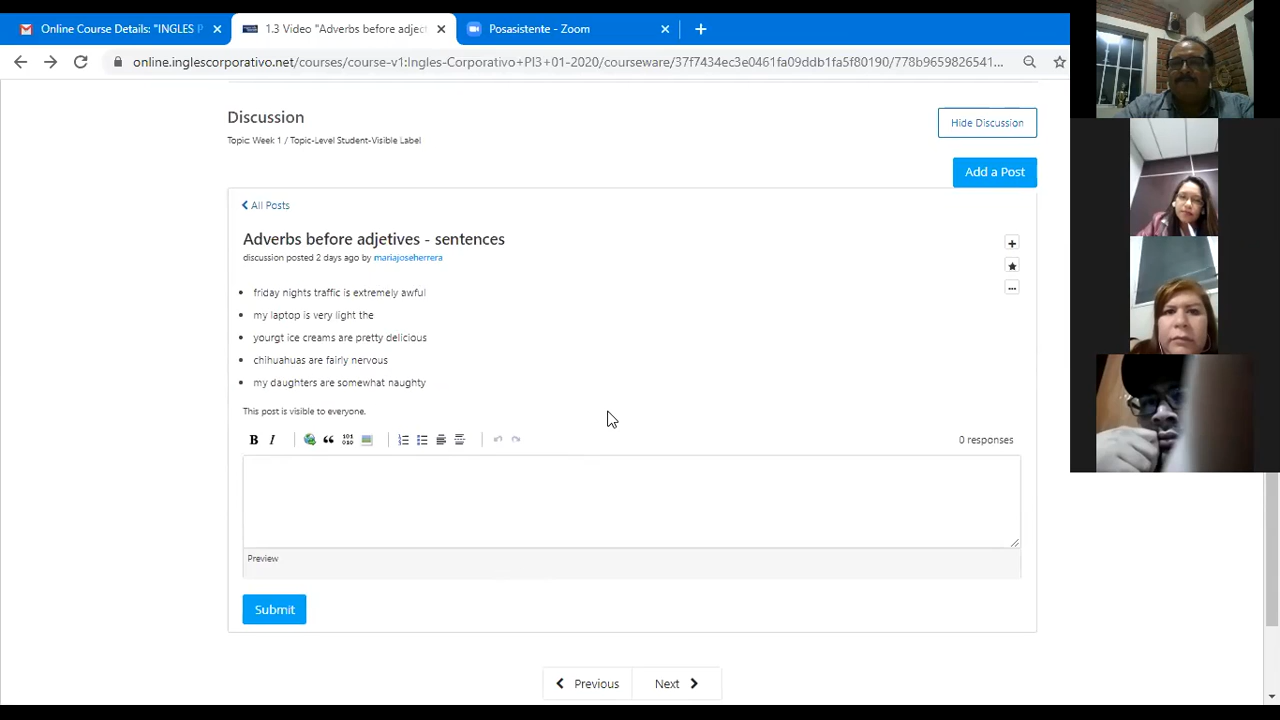 Online Course Details: "INGLES P
1.3 Video "Adverbs before adject
Posasistente - Zoom
online.inglescorporativo.net/courses/course-v1:Ingles-Corporativo+PI3+01-2020/courseware/37f7434ec3e0461fa09ddb1fa5f80190/778b9659826541...
Discussion
Hide Discussion
Topic: Week 1 / Topic-Level Student-Visible Label
Add a Post
All Posts
Adverbs before adjetives - sentences
discussion posted 2 days ago by mariajoseherrera
friday nights traffic is extremely awful
my laptop is very light the
yourgt ice creams are pretty delicious
chihuahuas are fairly nervous
my daughters are somewhat naughty
This post is visible to everyone.
B I
0 responses
Preview
Submit
Previous
Next